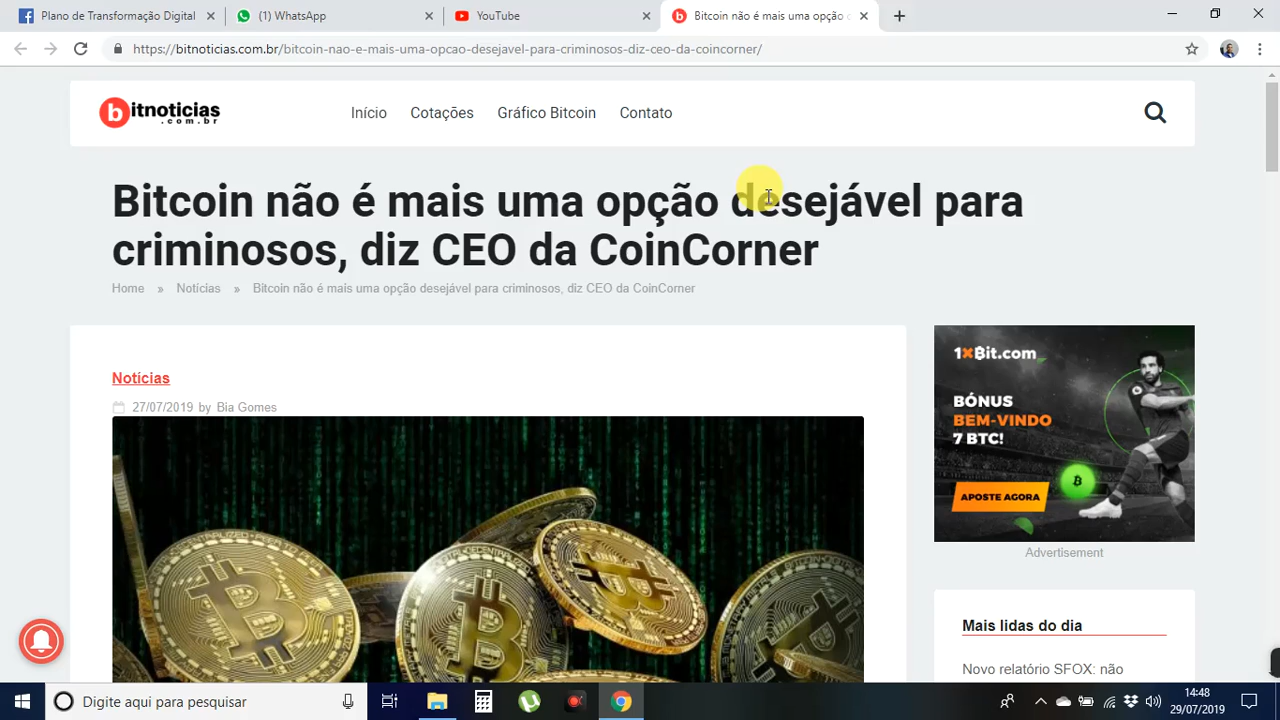 Plano de Transformação Digital
(1) WhatsApp
YouTube
Bitcoin não é mais uma opção
https://bitnoticias.com.br/bitcoin-nao-e-mais-uma-opcao-desejavel-para-criminosos-diz-ceo-da-coincorner/
bitnoticias
.com.br
Início
Cotações
Gráfico Bitcoin
Contato
Bitcoin não é mais uma opção desejável para
criminosos, diz CEO da CoinCorner
Home » Notícias » Bitcoin não é mais uma opção desejável para criminosos, diz CEO da CoinCorner
Notícias
27/07/2019 by Bia Gomes
1xBit.com
BÓNUS
BEM-VINDO
7 BTC!
APOSTE AGORA
Advertisement
Mais lidas do dia
Novo relatório SFOX: não
Digite aqui para pesquisar
14:48
29/07/2019